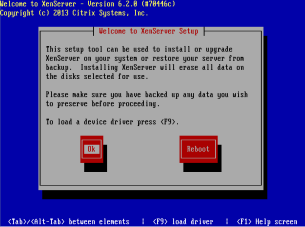 Welcome to XenServer - Version 6.2.0 (#70446c)
Copyright (c) 2013 Citrix Systems, Inc.
Welcome to XenServer Setup
This setup tool can be used to install or upgrade
XenServer on your system or restore your server from
backup. Installing XenServer will erase all data on
the disks selected for use.
Please make sure you have backed up any data you wish
to preserve before proceeding.
To load a device driver press <F9>.
Ok Reboot
<Tab>/<Alt-Tab> between elements | <F9> load driver | <F1> Help screen